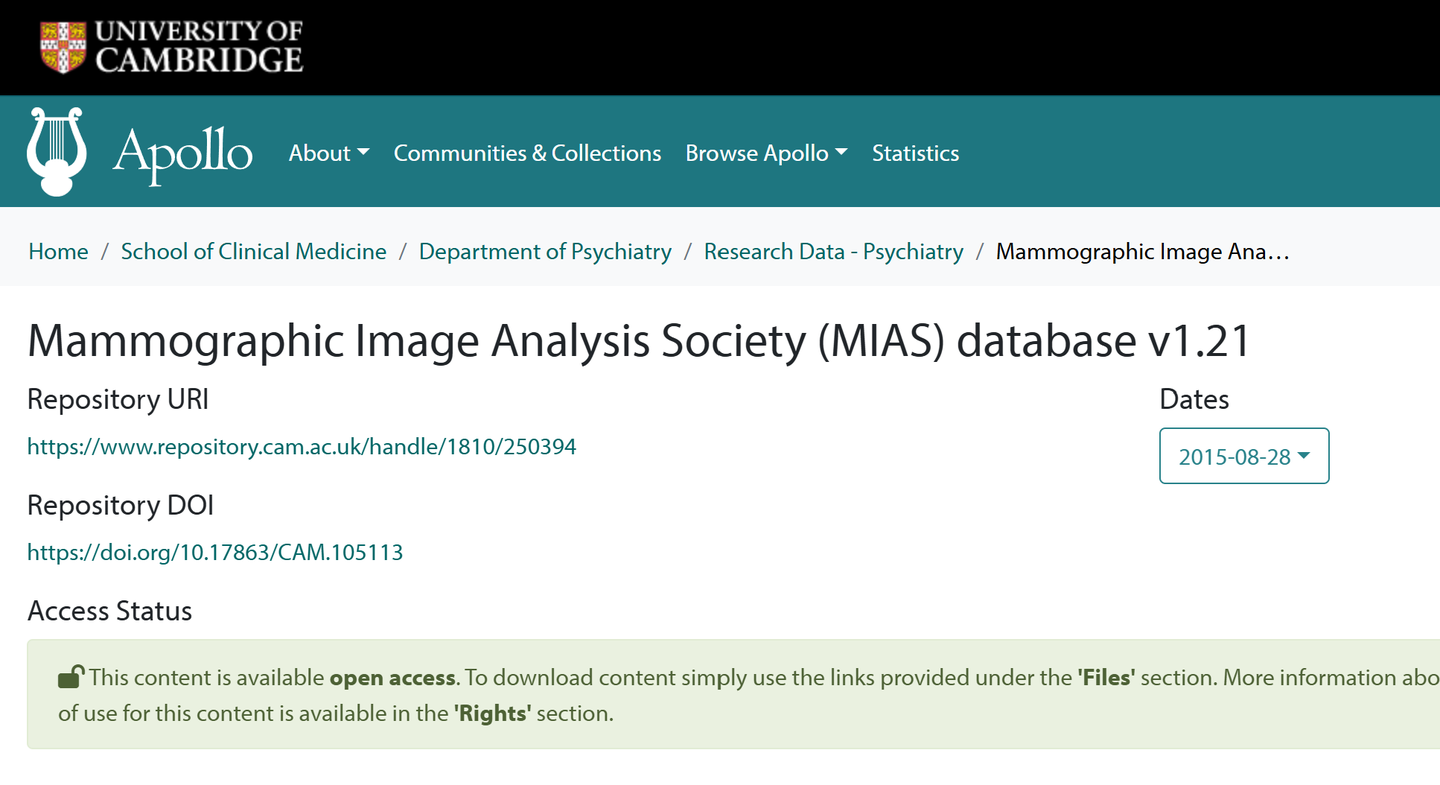 UNIVERSITY OF
CAMBRIDGE
Apollo About Communities & Collections Browse Apollo Statistics
Home / School of Clinical Medicine / Department of Psychiatry / Research Data - Psychiatry / Mammographic Image Ana…
Mammographic Image Analysis Society (MIAS) database v1.21
Repository URI
https://www.repository.cam.ac.uk/handle/1810/250394
Dates
2015-08-28
Repository DOI
https://doi.org/10.17863/CAM.105113
Access Status
This content is available open access. To download content simply use the links provided under the 'Files' section. More information abo
of use for this content is available in the 'Rights' section.